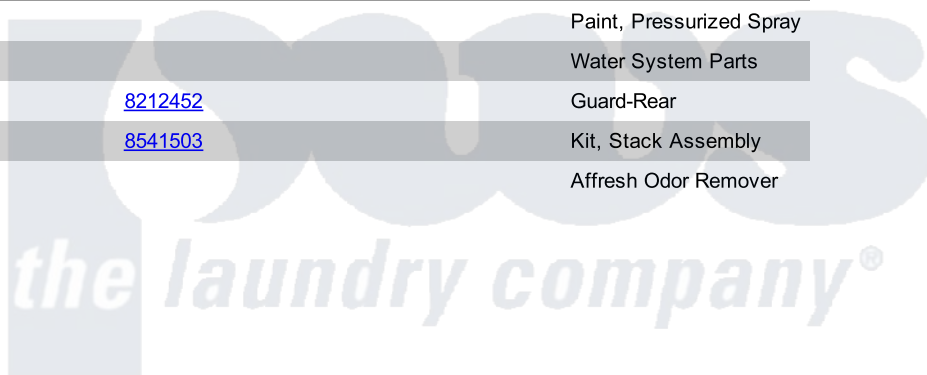 Paint, Pressurized Spray
Water System Parts
8212452 Guard-Rear
8541503 Kit, Stack Assembly
Affresh Odor Remover
pws
the laundry company®